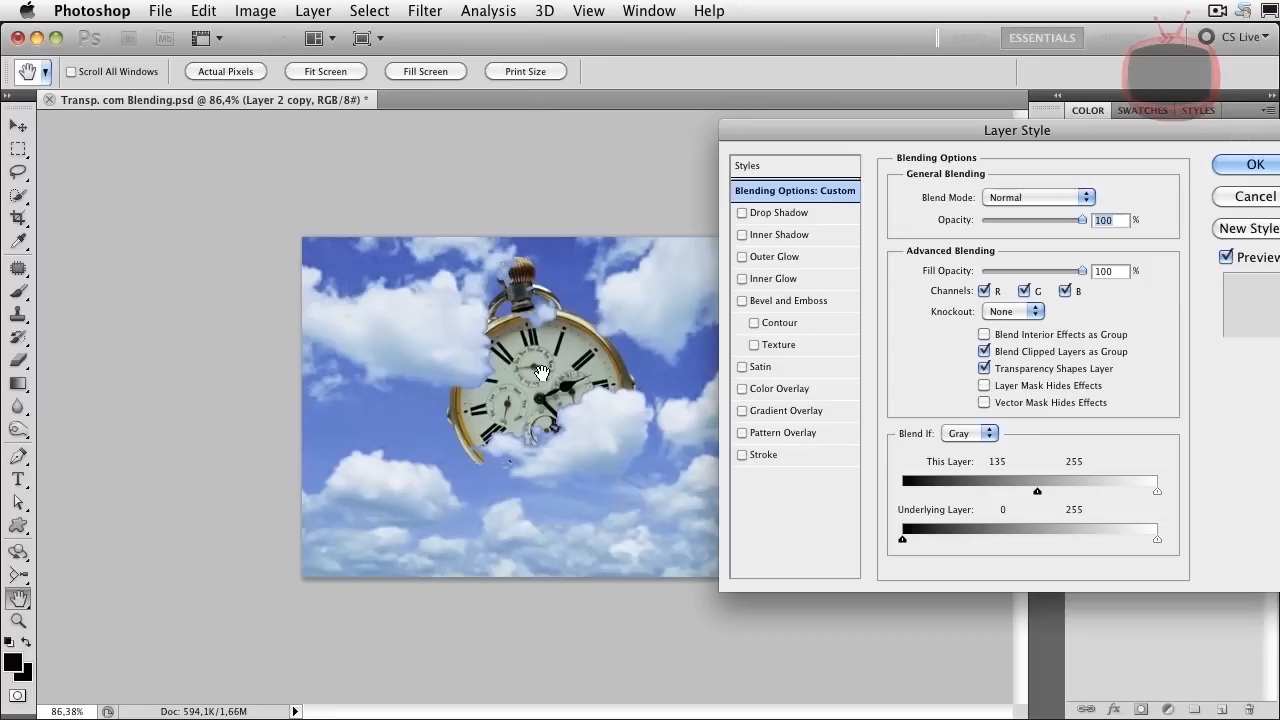 Photoshop File Edit Image Layer Select Filter Analysis 3D View Window Help
Ps Br Mb ESSENTIALS CS Live
Scroll All Windows Actual Pixels Fit Screen Fill Screen Print Size
Transp. com Blending.psd @ 86,4% (Layer 2 copy, RGB/8#) *
COLOR SWATCHES STYLES
Layer Style
Styles
Blending Options: Custom
Drop Shadow
Inner Shadow
Outer Glow
Inner Glow
Bevel and Emboss
Contour
Texture
Satin
Color Overlay
Gradient Overlay
Pattern Overlay
Stroke
Blending Options
General Blending
Blend Mode: Normal
Opacity: 100 %
Advanced Blending
Fill Opacity: 100 %
Channels: R G B
Knockout: None
Blend Interior Effects as Group
Blend Clipped Layers as Group
Transparency Shapes Layer
Layer Mask Hides Effects
Vector Mask Hides Effects
Blend If: Gray
This Layer: 135 255
Underlying Layer: 0 255
OK
Cancel
New Style
Preview
86,38% Doc: 594,1K/1,66M